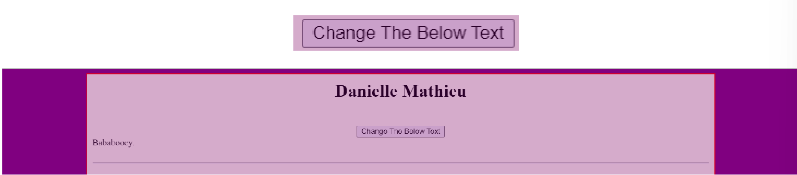 Change The Below Text
Danielle Mathieu
Change The Below Text
Bababooey